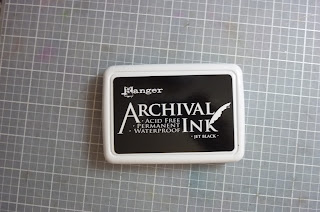 Ranger
ARCHIVAL
· ACID FREE
· PERMANENT
· WATERPROOF
INK
· JET BLACK ·